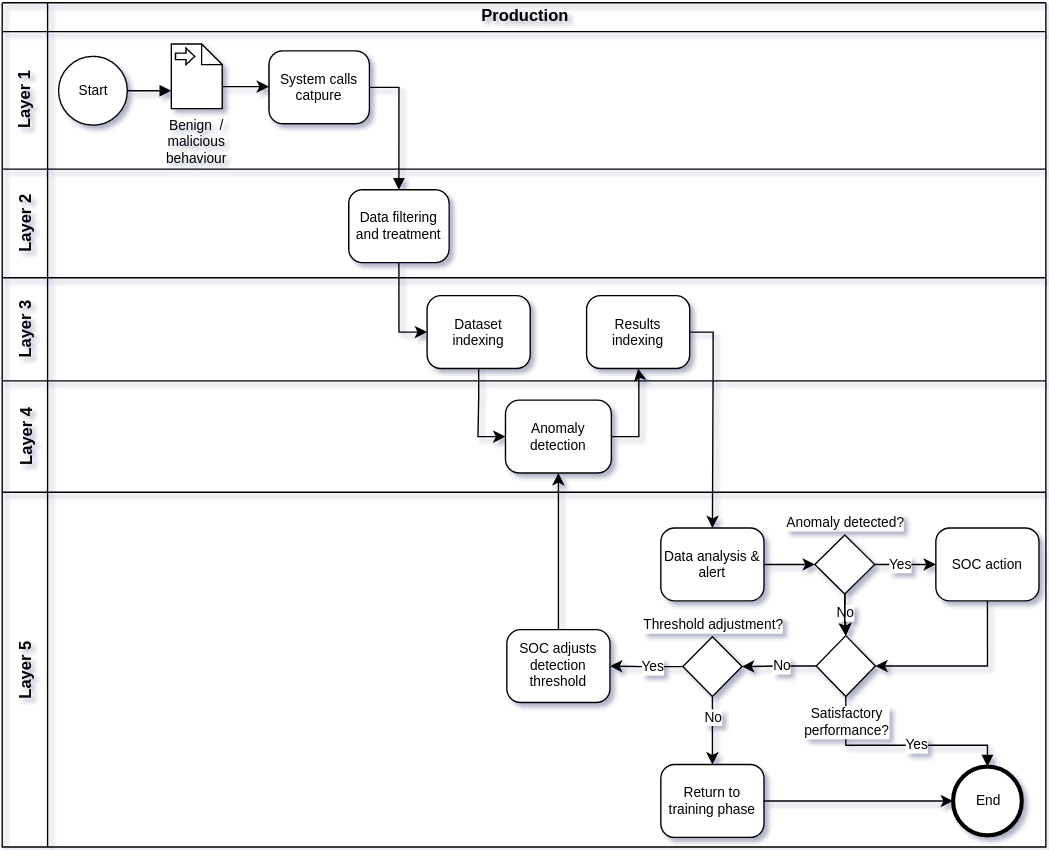 Production
Layer 1
Start
Benign /
malicious
behaviour
System calls
catpure
Layer 2
Data filtering
and treatment
Layer 3
Dataset
indexing
Results
indexing
Layer 4
Anomaly
detection
Layer 5
Data analysis &
alert
Anomaly detected?
Yes
SOC action
No
Satisfactory
performance?
No
Threshold adjustment?
Yes
SOC adjusts
detection
threshold
No
Yes
Return to
training phase
End